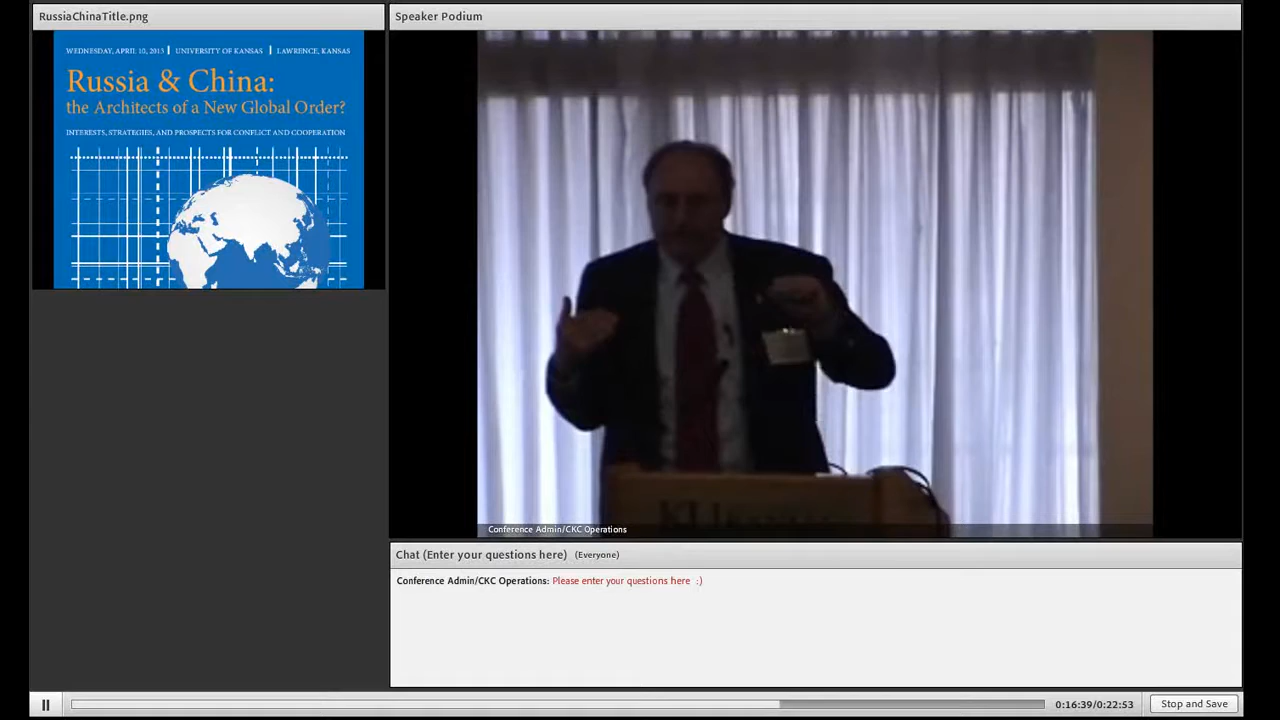 RussiaChinaTitle.png
WEDNESDAY, APRIL 10, 2013 | UNIVERSITY OF KANSAS | LAWRENCE, KANSAS
Russia & China:
the Architects of a New Global Order?
INTERESTS, STRATEGIES, AND PROSPECTS FOR CONFLICT AND COOPERATION
Speaker Podium
Conference Admin/CKC Operations
Chat (Enter your questions here) (Everyone)
Conference Admin/CKC Operations: Please enter your questions here :)
0:16:39/0:22:53
Stop and Save